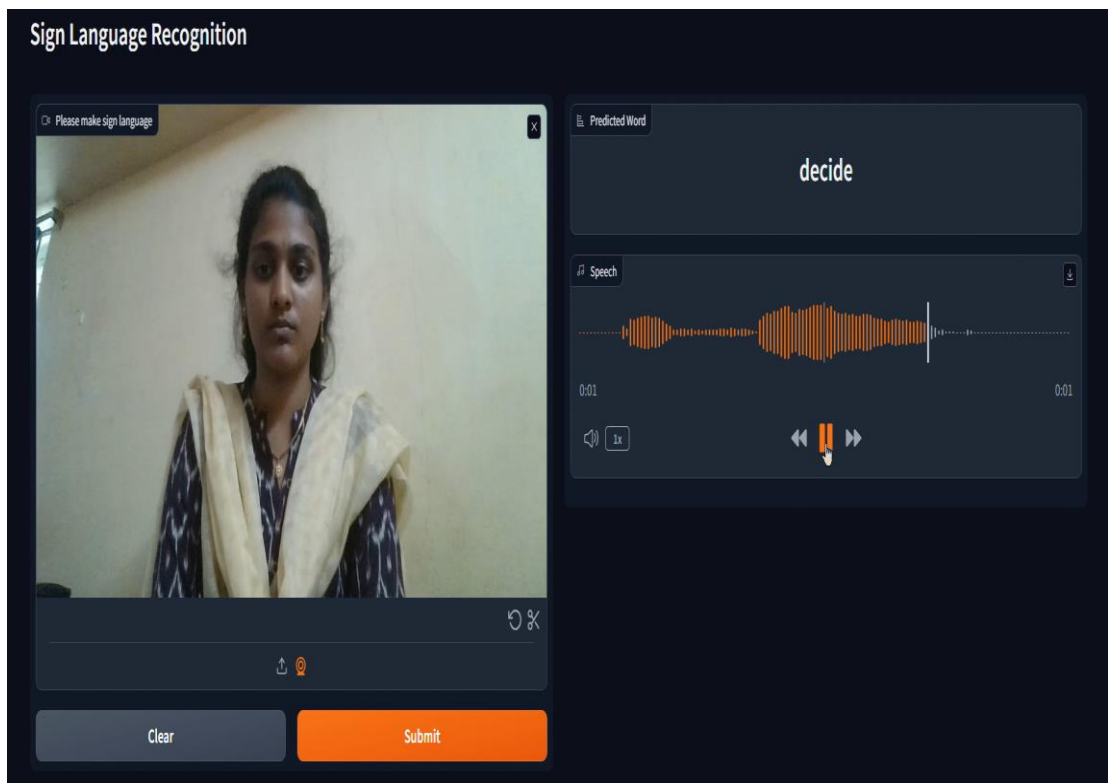 Sign Language Recognition
Please make sign language
Clear
Submit
Predicted Word
decide
Speech
0:01
0:01
1x